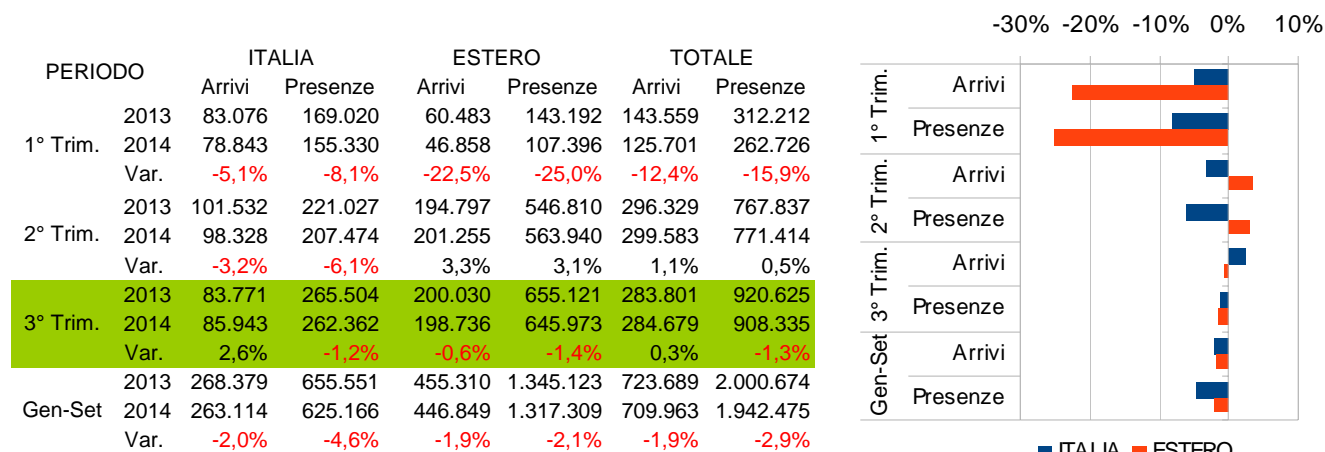 PERIODO ITALIA ESTERO TOTALE
Arrivi Presenze Arrivi Presenze Arrivi Presenze
1° Trim.
2013 83.076 169.020 60.483 143.192 143.559 312.212
2014 78.843 155.330 46.858 107.396 125.701 262.726
Var. -5,1% -8,1% -22,5% -25,0% -12,4% -15,9%
2° Trim.
2013 101.532 221.027 194.797 546.810 296.329 767.837
2014 98.328 207.474 201.255 563.940 299.583 771.414
Var. -3,2% -6,1% 3,3% 3,1% 1,1% 0,5%
3° Trim.
2013 83.771 265.504 200.030 655.121 283.801 920.625
2014 85.943 262.362 198.736 645.973 284.679 908.335
Var. 2,6% -1,2% -0,6% -1,4% 0,3% -1,3%
Gen-Set
2013 268.379 655.551 455.310 1.345.123 723.689 2.000.674
2014 263.114 625.166 446.849 1.317.309 709.963 1.942.475
Var. -2,0% -4,6% -1,9% -2,1% -1,9% -2,9%
-30% -20% -10% 0% 10%
1° Trim.
Arrivi
Presenze
2° Trim.
Arrivi
Presenze
3° Trim.
Arrivi
Presenze
Gen-Set
Arrivi
Presenze
ITALIA ESTERO